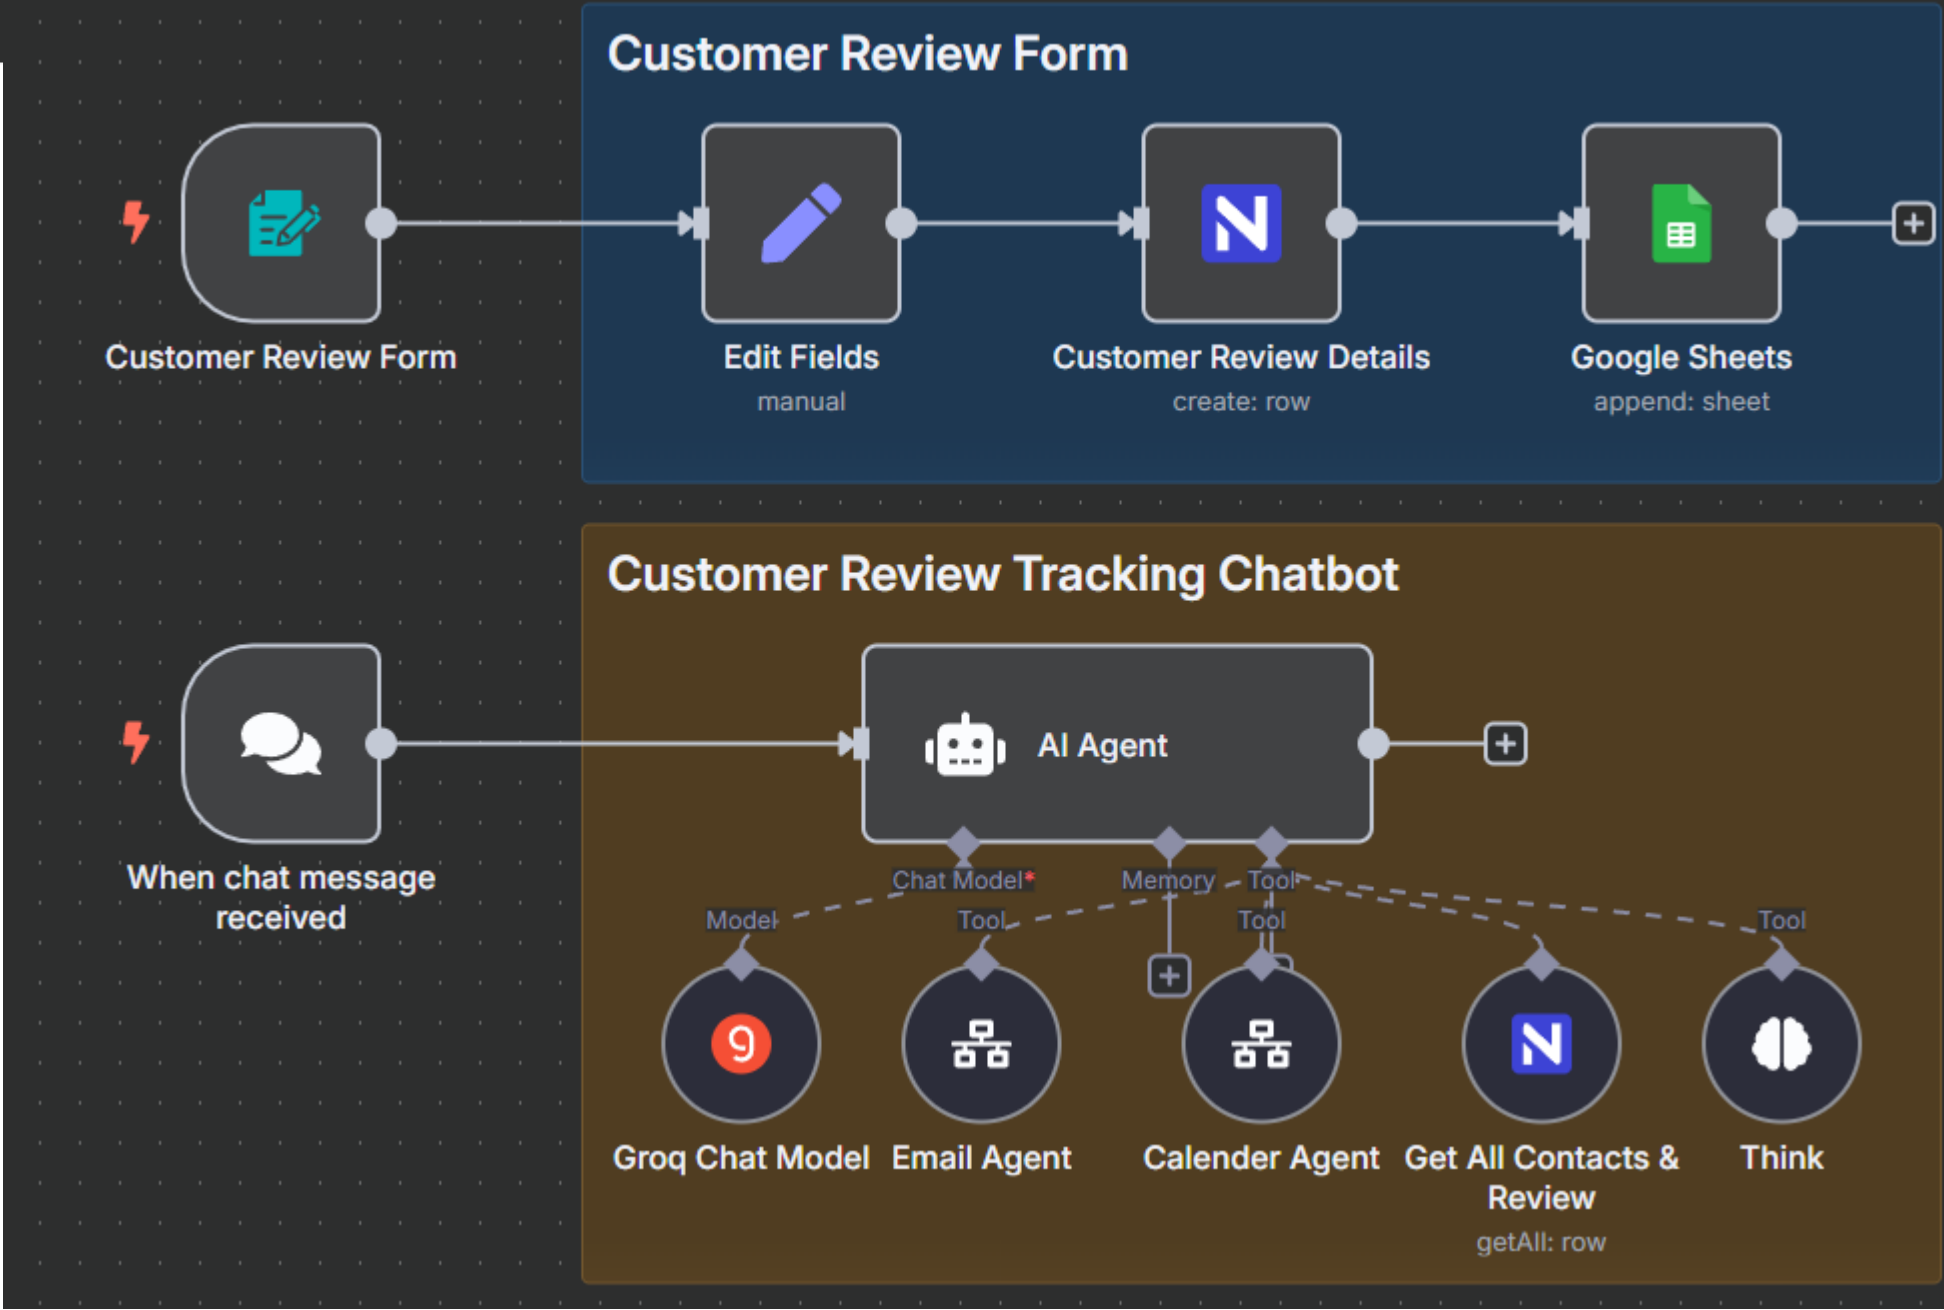 Customer Review Form
Customer Review Form
Edit Fields
manual
Customer Review Details
create: row
Google Sheets
append: sheet
Customer Review Tracking Chatbot
When chat message
received
AI Agent
Chat Model*
Memory
Tool
Model
Tool
Tool
Tool
Groq Chat Model
Email Agent
Calender Agent
Get All Contacts &
Review
getAll: row
Think